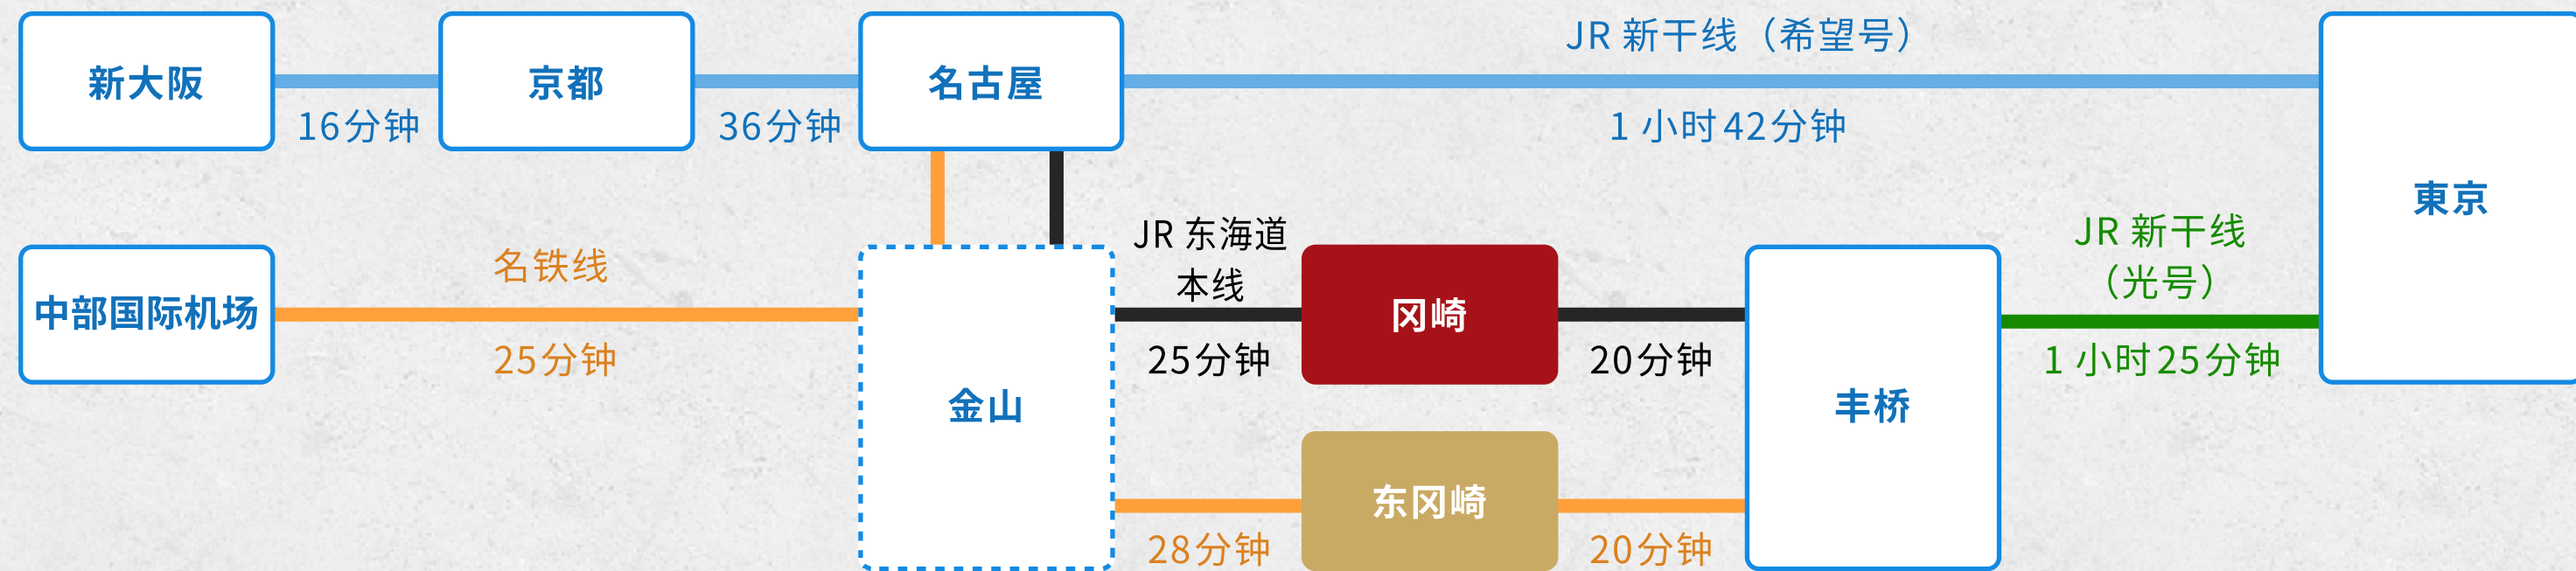 JR 新干线（希望号）
新大阪
京都
名古屋
16分钟
36分钟
1 小时42分钟
東京
JR 东海道
本线
JR 新干线
（光号）
名铁线
中部国际机场
冈崎
25分钟
25分钟
20分钟
1 小时25分钟
金山
丰桥
东冈崎
28分钟
20分钟